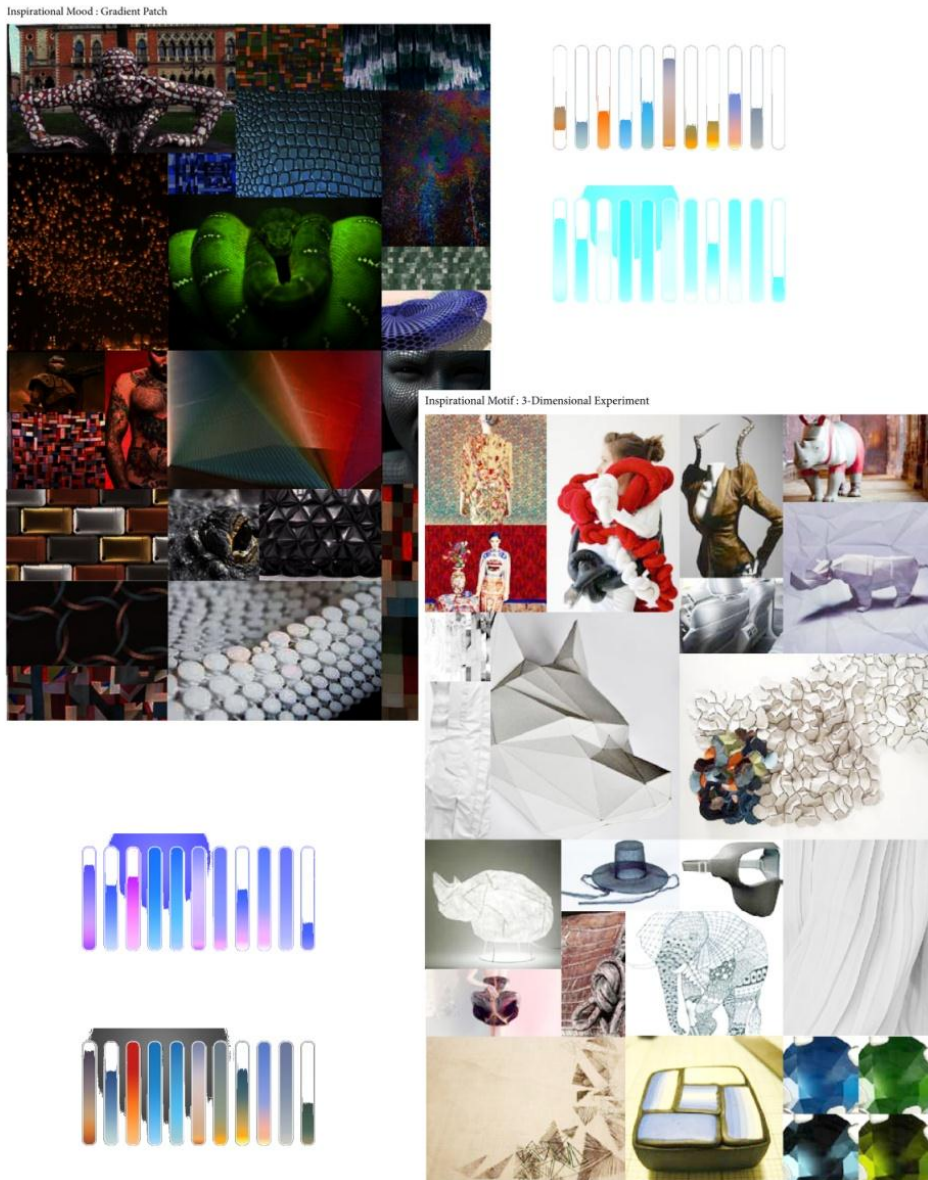 Inspirational Mood : Gradient Patch
Inspirational Motif : 3-Dimensional Experiment